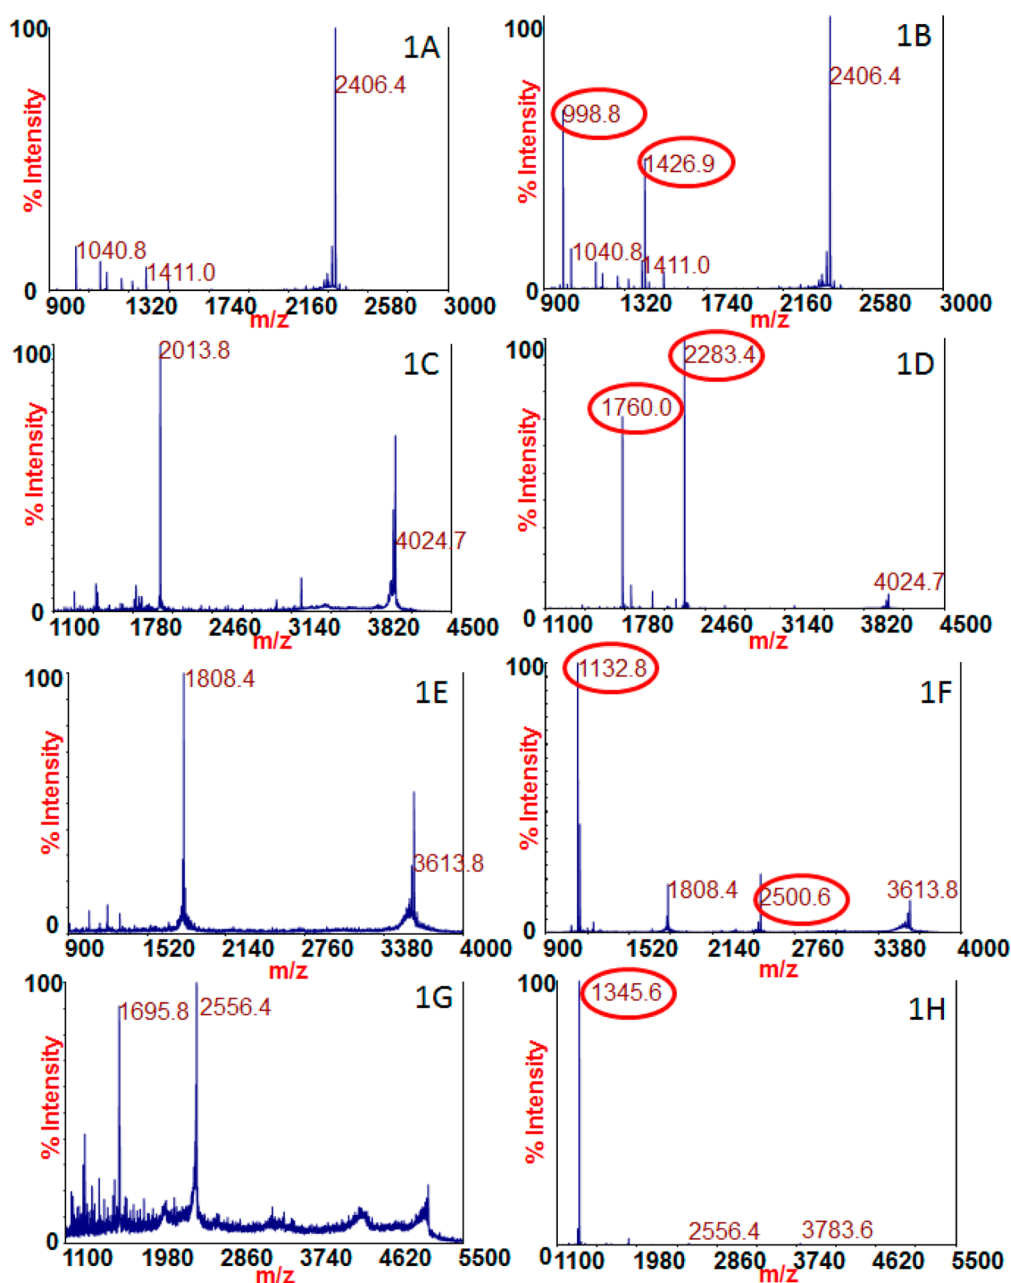 100
1A
% Intensity
2406.4
1040.8
1411.0
0
900 1320 1740 2160 2580 3000
m/z
100
1B
% Intensity
2406.4
998.8
1426.9
1040.8
1411.0
0
900 1320 1740 2160 2580 3000
m/z
100
2013.8
1C
% Intensity
4024.7
0
1100 1780 2460 3140 3820 4500
m/z
100
2283.4
1D
% Intensity
1760.0
4024.7
0
1100 1780 2460 3140 3820 4500
m/z
100
1808.4
1E
% Intensity
3613.8
0
900 1520 2140 2760 3380 4000
m/z
100
1132.8
1F
% Intensity
1808.4
2500.6
3613.8
0
900 1520 2140 2760 3380 4000
m/z
100
1695.8
2556.4
1G
% Intensity
0
1100 1980 2860 3740 4620 5500
m/z
100
1345.6
1H
% Intensity
2556.4
3783.6
0
1100 1980 2860 3740 4620 5500
m/z